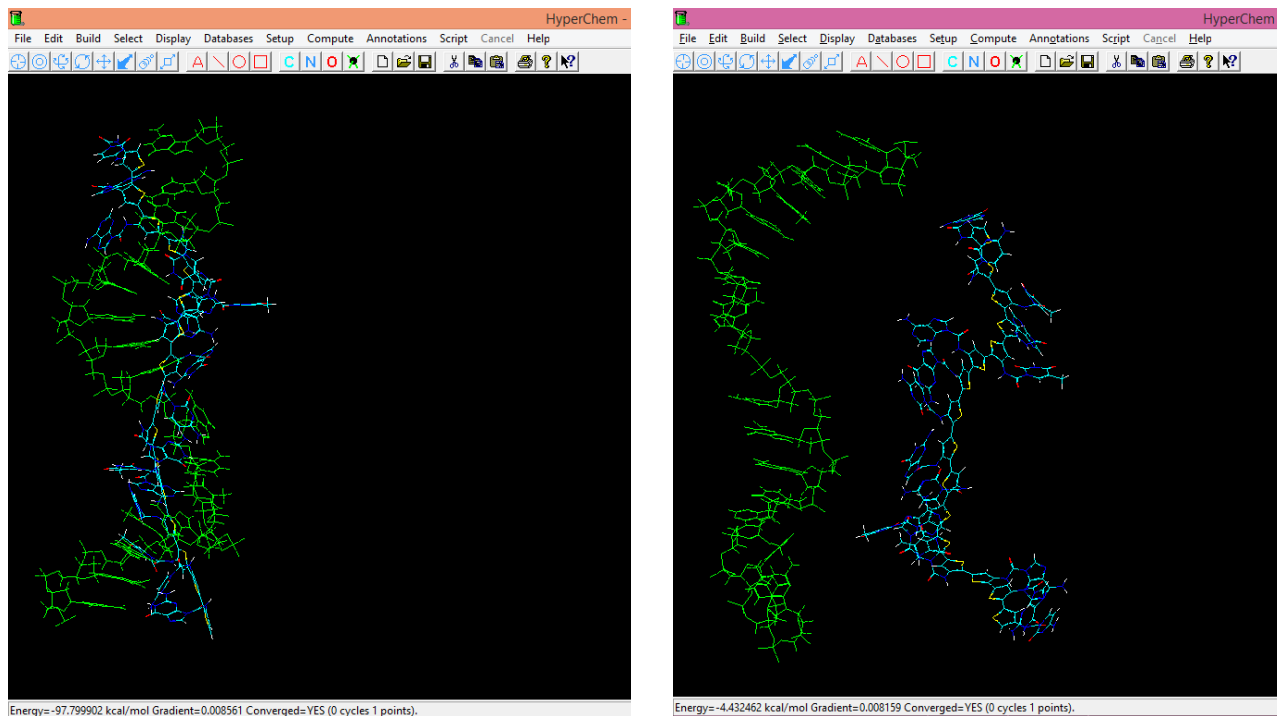 HyperChem -
File Edit Build Select Display Databases Setup Compute Annotations Script Cancel Help
A C N O
Energy=-97.799902 kcal/mol Gradient=0.008561 Converged=YES (0 cycles 1 points).
HyperChem
File Edit Build Select Display Databases Setup Compute Annotations Script Cancel Help
A C N O
Energy=-4.432462 kcal/mol Gradient=0.008159 Converged=YES (0 cycles 1 points).